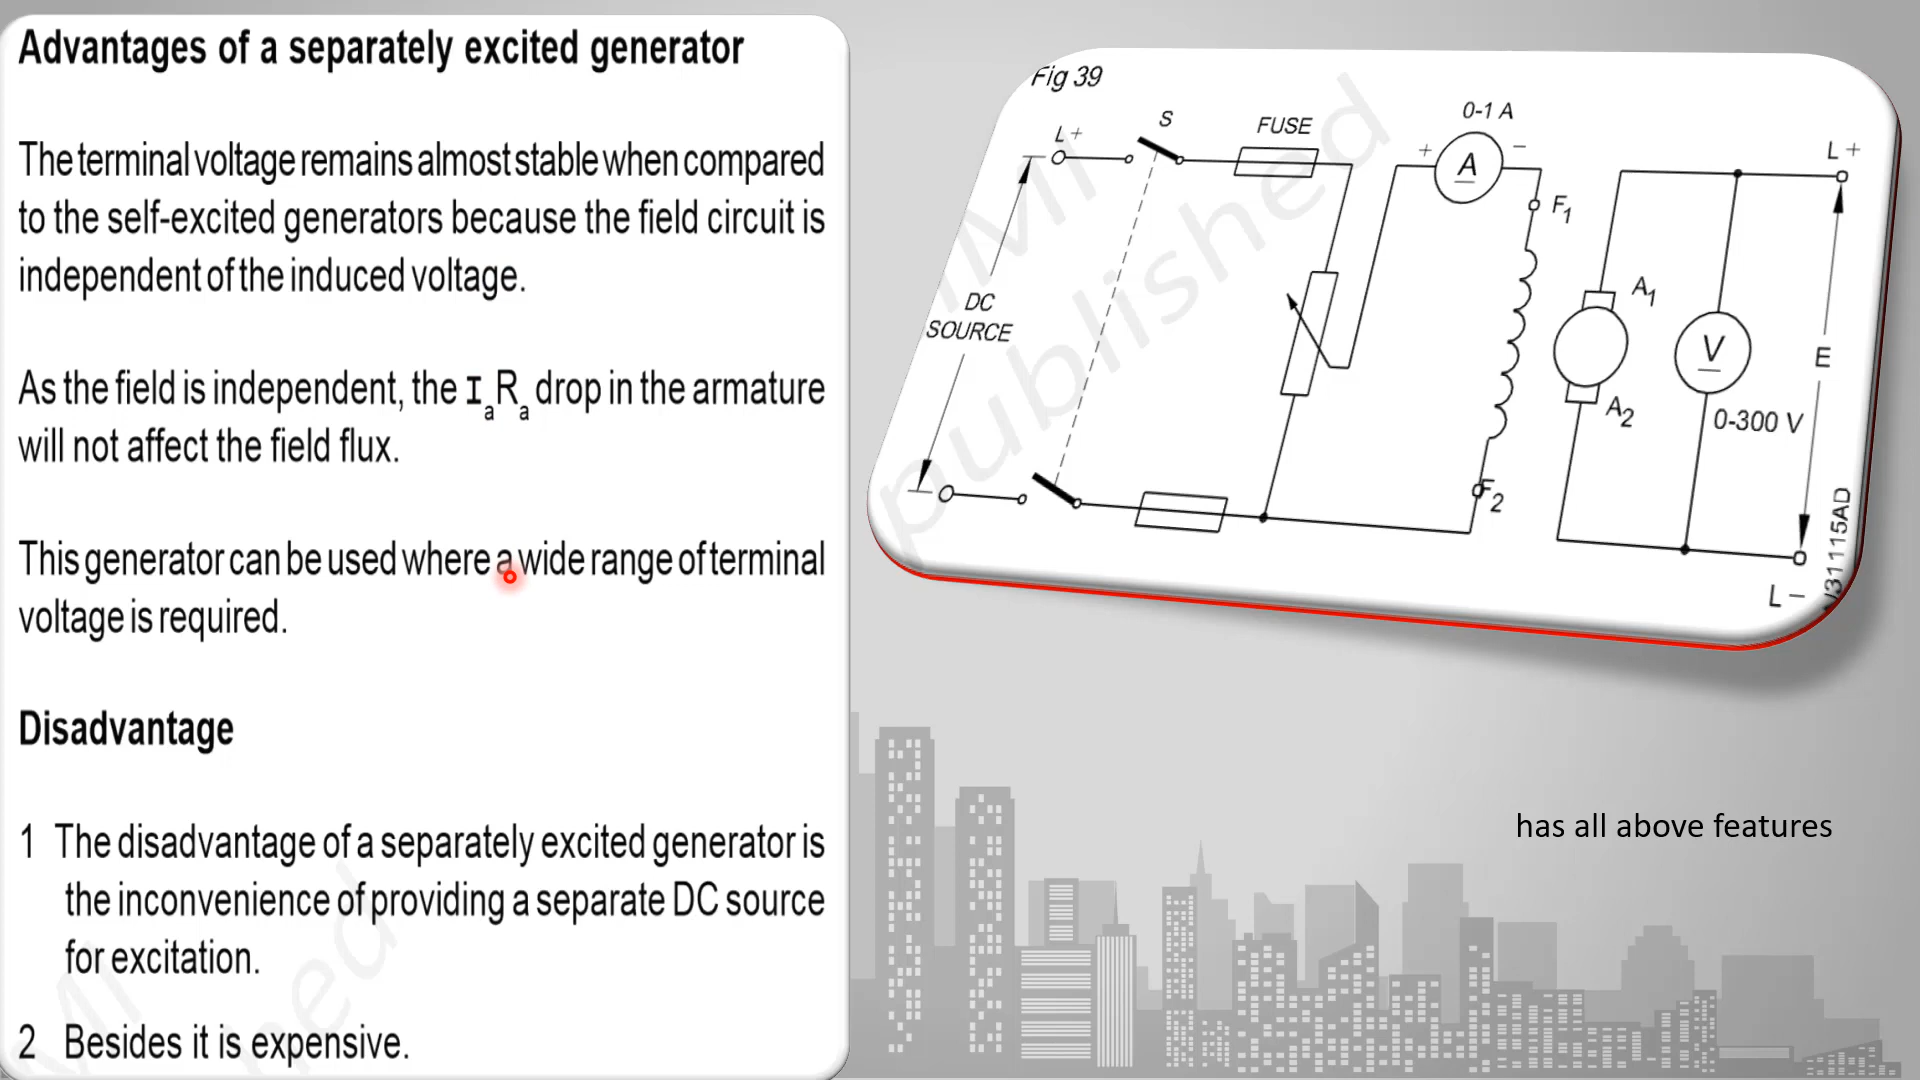 Advantages of a separately excited generator
The terminal voltage remains almost stable when compared
to the self-excited generators because the field circuit is
independent of the induced voltage.
As the field is independent, the IaRa drop in the armature
will not affect the field flux.
This generator can be used where a wide range of terminal
voltage is required.
Disadvantage
1 The disadvantage of a separately excited generator is
the inconvenience of providing a separate DC source
for excitation.
2 Besides it is expensive.
Fig 39
L +
S
FUSE
0-1 A
+
A
−
F1
L +
DC
SOURCE
A1
V
E
A2
0-300 V
F2
L −
published
published
has all above features